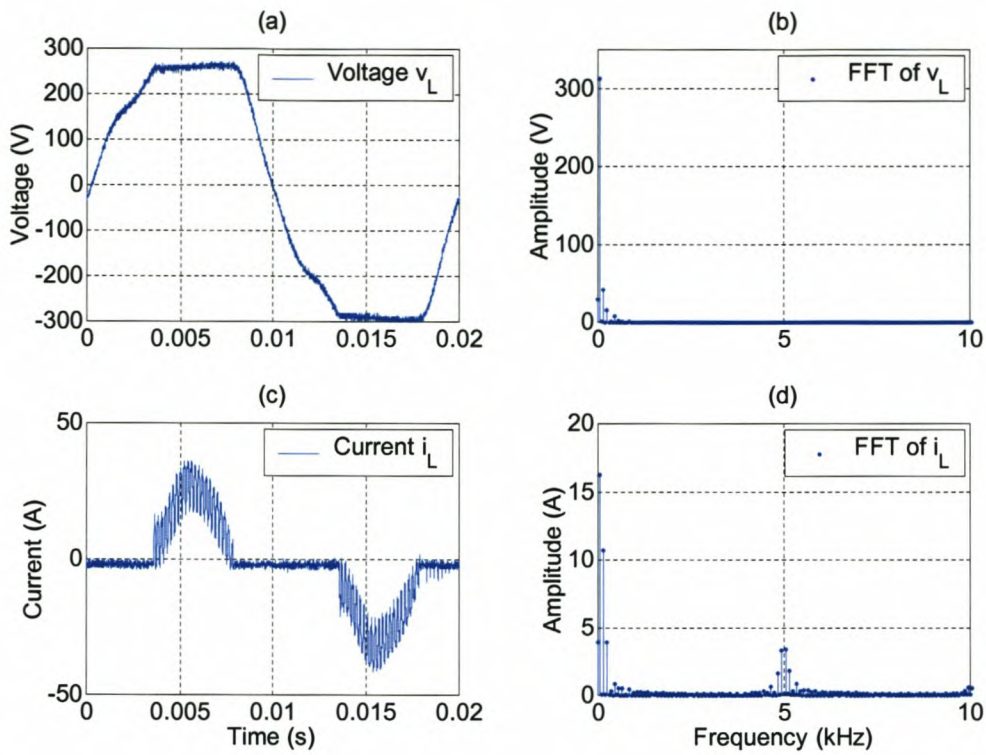 (a)
300
200
100
0
-100
-200
-300
0
0.005
0.01
0.015
0.02
Voltage (V)
Voltage v_L
(b)
300
200
100
0
0
5
10
Amplitude (V)
FFT of v_L
(c)
50
0
-50
0
0.005
0.01
0.015
0.02
Current (A)
Time (s)
Current i_L
(d)
20
15
10
5
0
0
5
10
Amplitude (A)
Frequency (kHz)
FFT of i_L